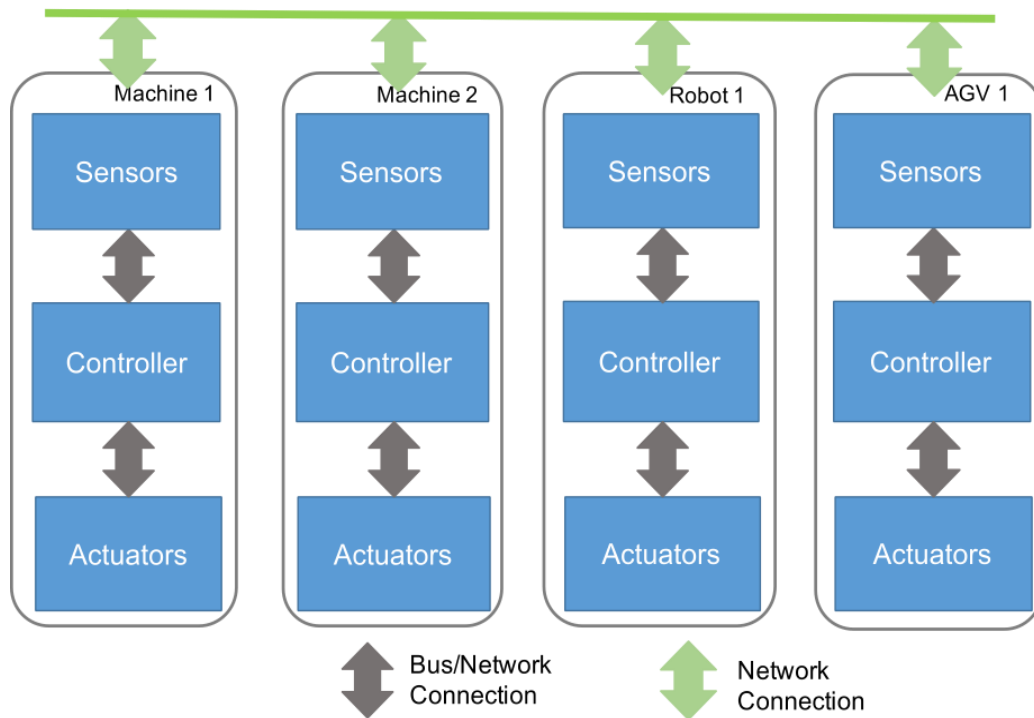 Machine 1
Machine 2
Robot 1
AGV 1
Sensors
Sensors
Sensors
Sensors
Controller
Controller
Controller
Controller
Actuators
Actuators
Actuators
Actuators
Bus/Network
Connection
Network
Connection